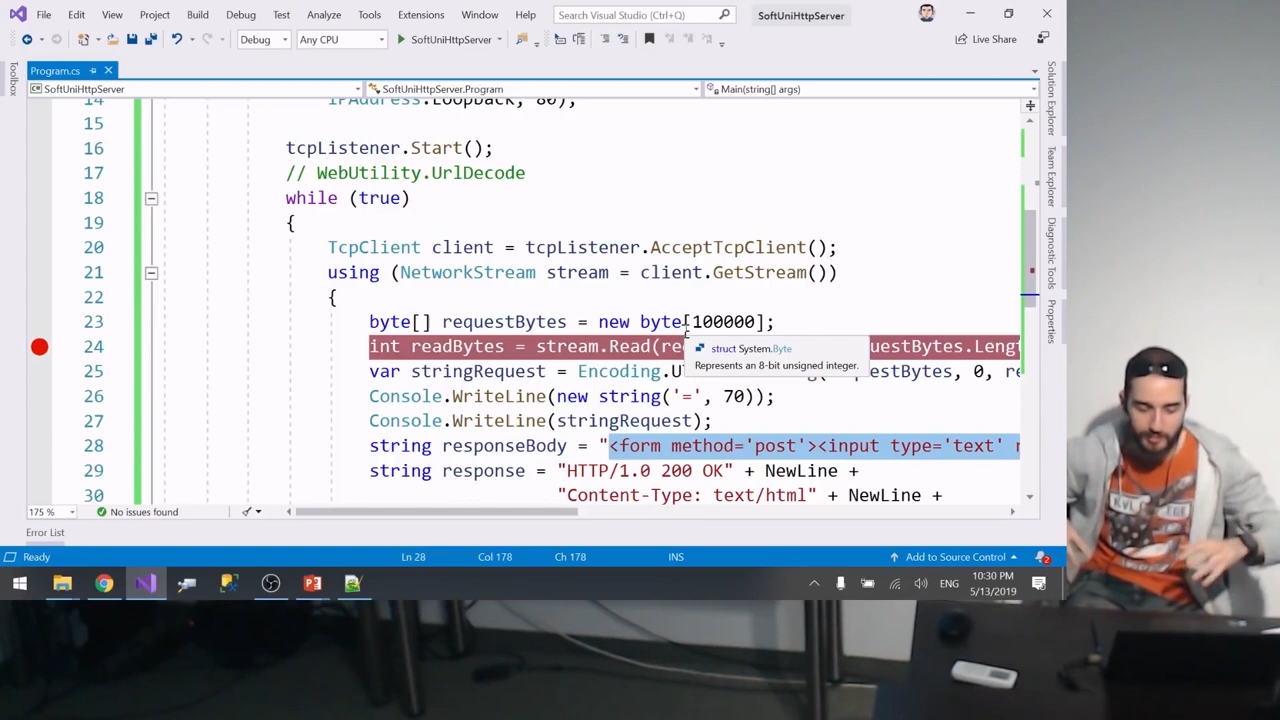 File Edit View Project Build Debug Test Analyze Tools Extensions Window Help Search Visual Studio (Ctrl+Q) SoftUniHttpServer
Debug Any CPU SoftUniHttpServer Live Share
Program.cs
SoftUniHttpServer SoftUniHttpServer.Program Main(string[] args)
14 IPAddress.Loopback, 80);
15
16 tcpListener.Start();
17 // WebUtility.UrlDecode
18 while (true)
19 {
20 TcpClient client = tcpListener.AcceptTcpClient();
21 using (NetworkStream stream = client.GetStream())
22 {
23 byte[] requestBytes = new byte[100000];
24 int readBytes = stream.Read(re uestBytes.Lengt
struct System.Byte
Represents an 8-bit unsigned integer.
25 var stringRequest = Encoding.U questBytes, 0, re
26 Console.WriteLine(new string('=', 70));
27 Console.WriteLine(stringRequest);
28 string responseBody = "<form method='post'><input type='text' n
29 string response = "HTTP/1.0 200 OK" + NewLine +
30 "Content-Type: text/html" + NewLine +
175 % No issues found
Error List
Ready Ln 28 Col 178 Ch 178 INS Add to Source Control 2
ENG 10:30 PM
5/13/2019
Toolbox
Solution Explorer
Team Explorer
Diagnostic Tools
Properties